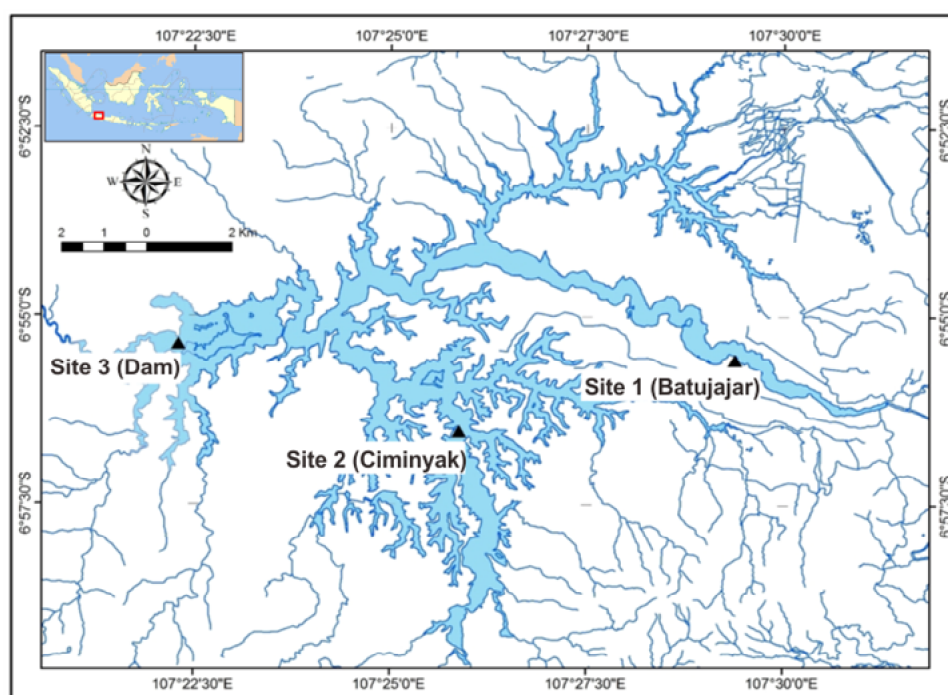 107°22'30"E 107°25'0"E 107°27'30"E 107°30'0"E
6°52'30"S 6°52'30"S
N
W E
S
2 1 0 2 Km
6°55'0"S 6°55'0"S
Site 3 (Dam)
Site 1 (Batujajar)
Site 2 (Ciminyak)
6°57'30"S 6°57'30"S
107°22'30"E 107°25'0"E 107°27'30"E 107°30'0"E